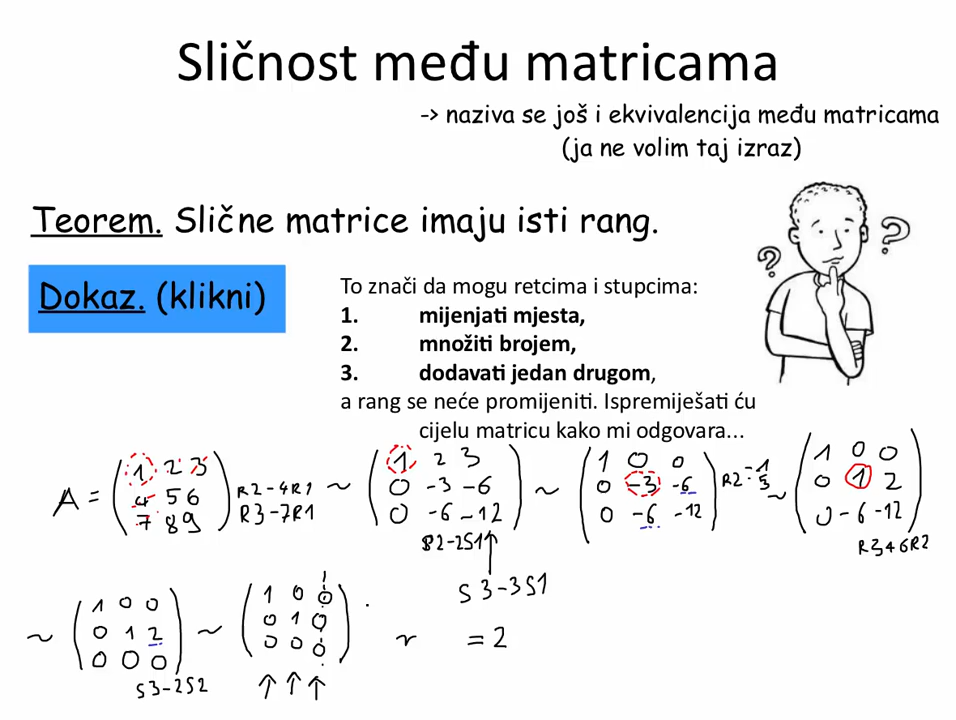 Sličnost među matricama
-> naziva se još i ekvivalencija među matricama
(ja ne volim taj izraz)
Teorem. Slične matrice imaju isti rang.
Dokaz. (klikni)
To znači da mogu retcima i stupcima:
1. mijenjati mjesta,
2. množiti brojem,
3. dodavati jedan drugom,
a rang se neće promijeniti. Ispremiješati ću
cijelu matricu kako mi odgovara...
? ?
1 2 3 1 2 3 1 0 0 1 0 0
A = 4 5 6 R2-4R1 ~ 0 -3 -6 ~ 0 -3 -6 R2:-3 ~ 0 1 2
7 8 9 R3-7R1 0 -6 -12 0 -6 -12 0 -6 -12
S2-2S1 R3+6R2
S3-3S1
1 0 0 1 0 0
~ 0 1 2 ~ 0 1 0 . r = 2
0 0 0 0 0 0
S3-2S2